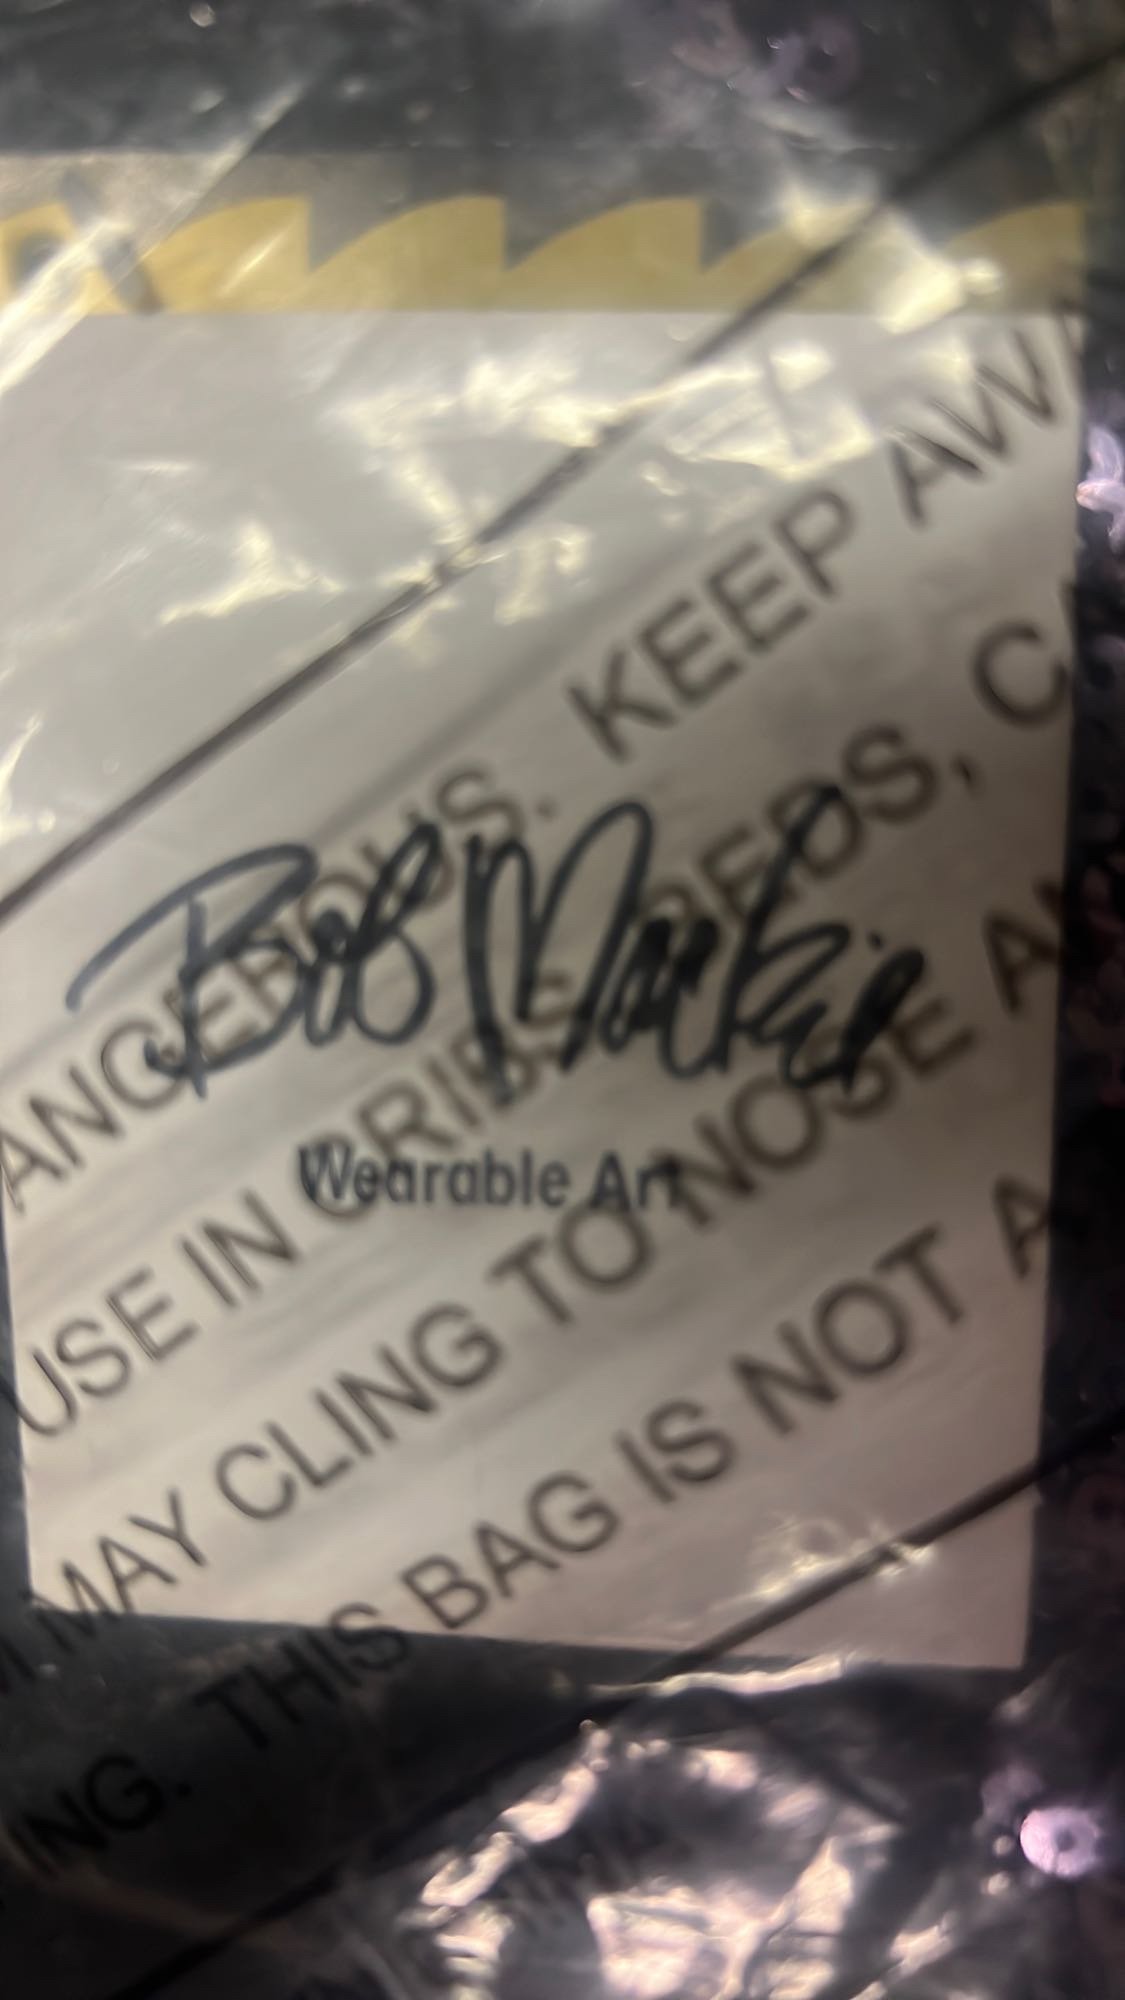 ANGEROUS. KEEP AW
USE IN CRIBS, BEDS, C
MAY CLING TO NOSE A
NG. THIS BAG IS NOT A
Bob Mackie
Wearable Art